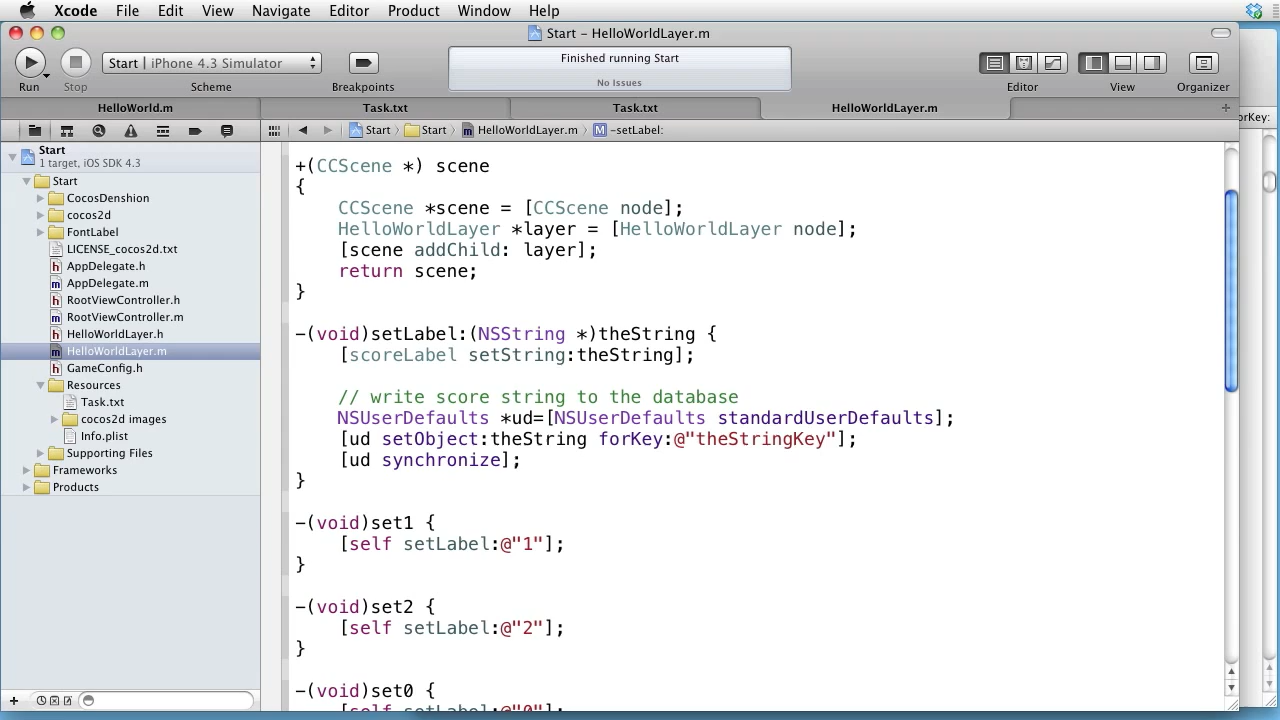 Xcode File Edit View Navigate Editor Product Window Help
Start – HelloWorldLayer.m
Start | iPhone 4.3 Simulator
Finished running Start
No Issues
Run Stop Scheme Breakpoints Editor View Organizer
HelloWorld.m Task.txt Task.txt HelloWorldLayer.m +
orKey:
Start Start HelloWorldLayer.m M -setLabel:
Start
1 target, iOS SDK 4.3
Start
CocosDenshion
cocos2d
FontLabel
LICENSE_cocos2d.txt
h AppDelegate.h
m AppDelegate.m
h RootViewController.h
m RootViewController.m
h HelloWorldLayer.h
m HelloWorldLayer.m
h GameConfig.h
Resources
Task.txt
cocos2d images
Info.plist
Supporting Files
Frameworks
Products
+(CCScene *) scene
{
CCScene *scene = [CCScene node];
HelloWorldLayer *layer = [HelloWorldLayer node];
[scene addChild: layer];
return scene;
}
-(void)setLabel:(NSString *)theString {
[scoreLabel setString:theString];
// write score string to the database
NSUserDefaults *ud=[NSUserDefaults standardUserDefaults];
[ud setObject:theString forKey:@"theStringKey"];
[ud synchronize];
}
-(void)set1 {
[self setLabel:@"1"];
}
-(void)set2 {
[self setLabel:@"2"];
}
-(void)set0 {
[self setLabel:@"0"];